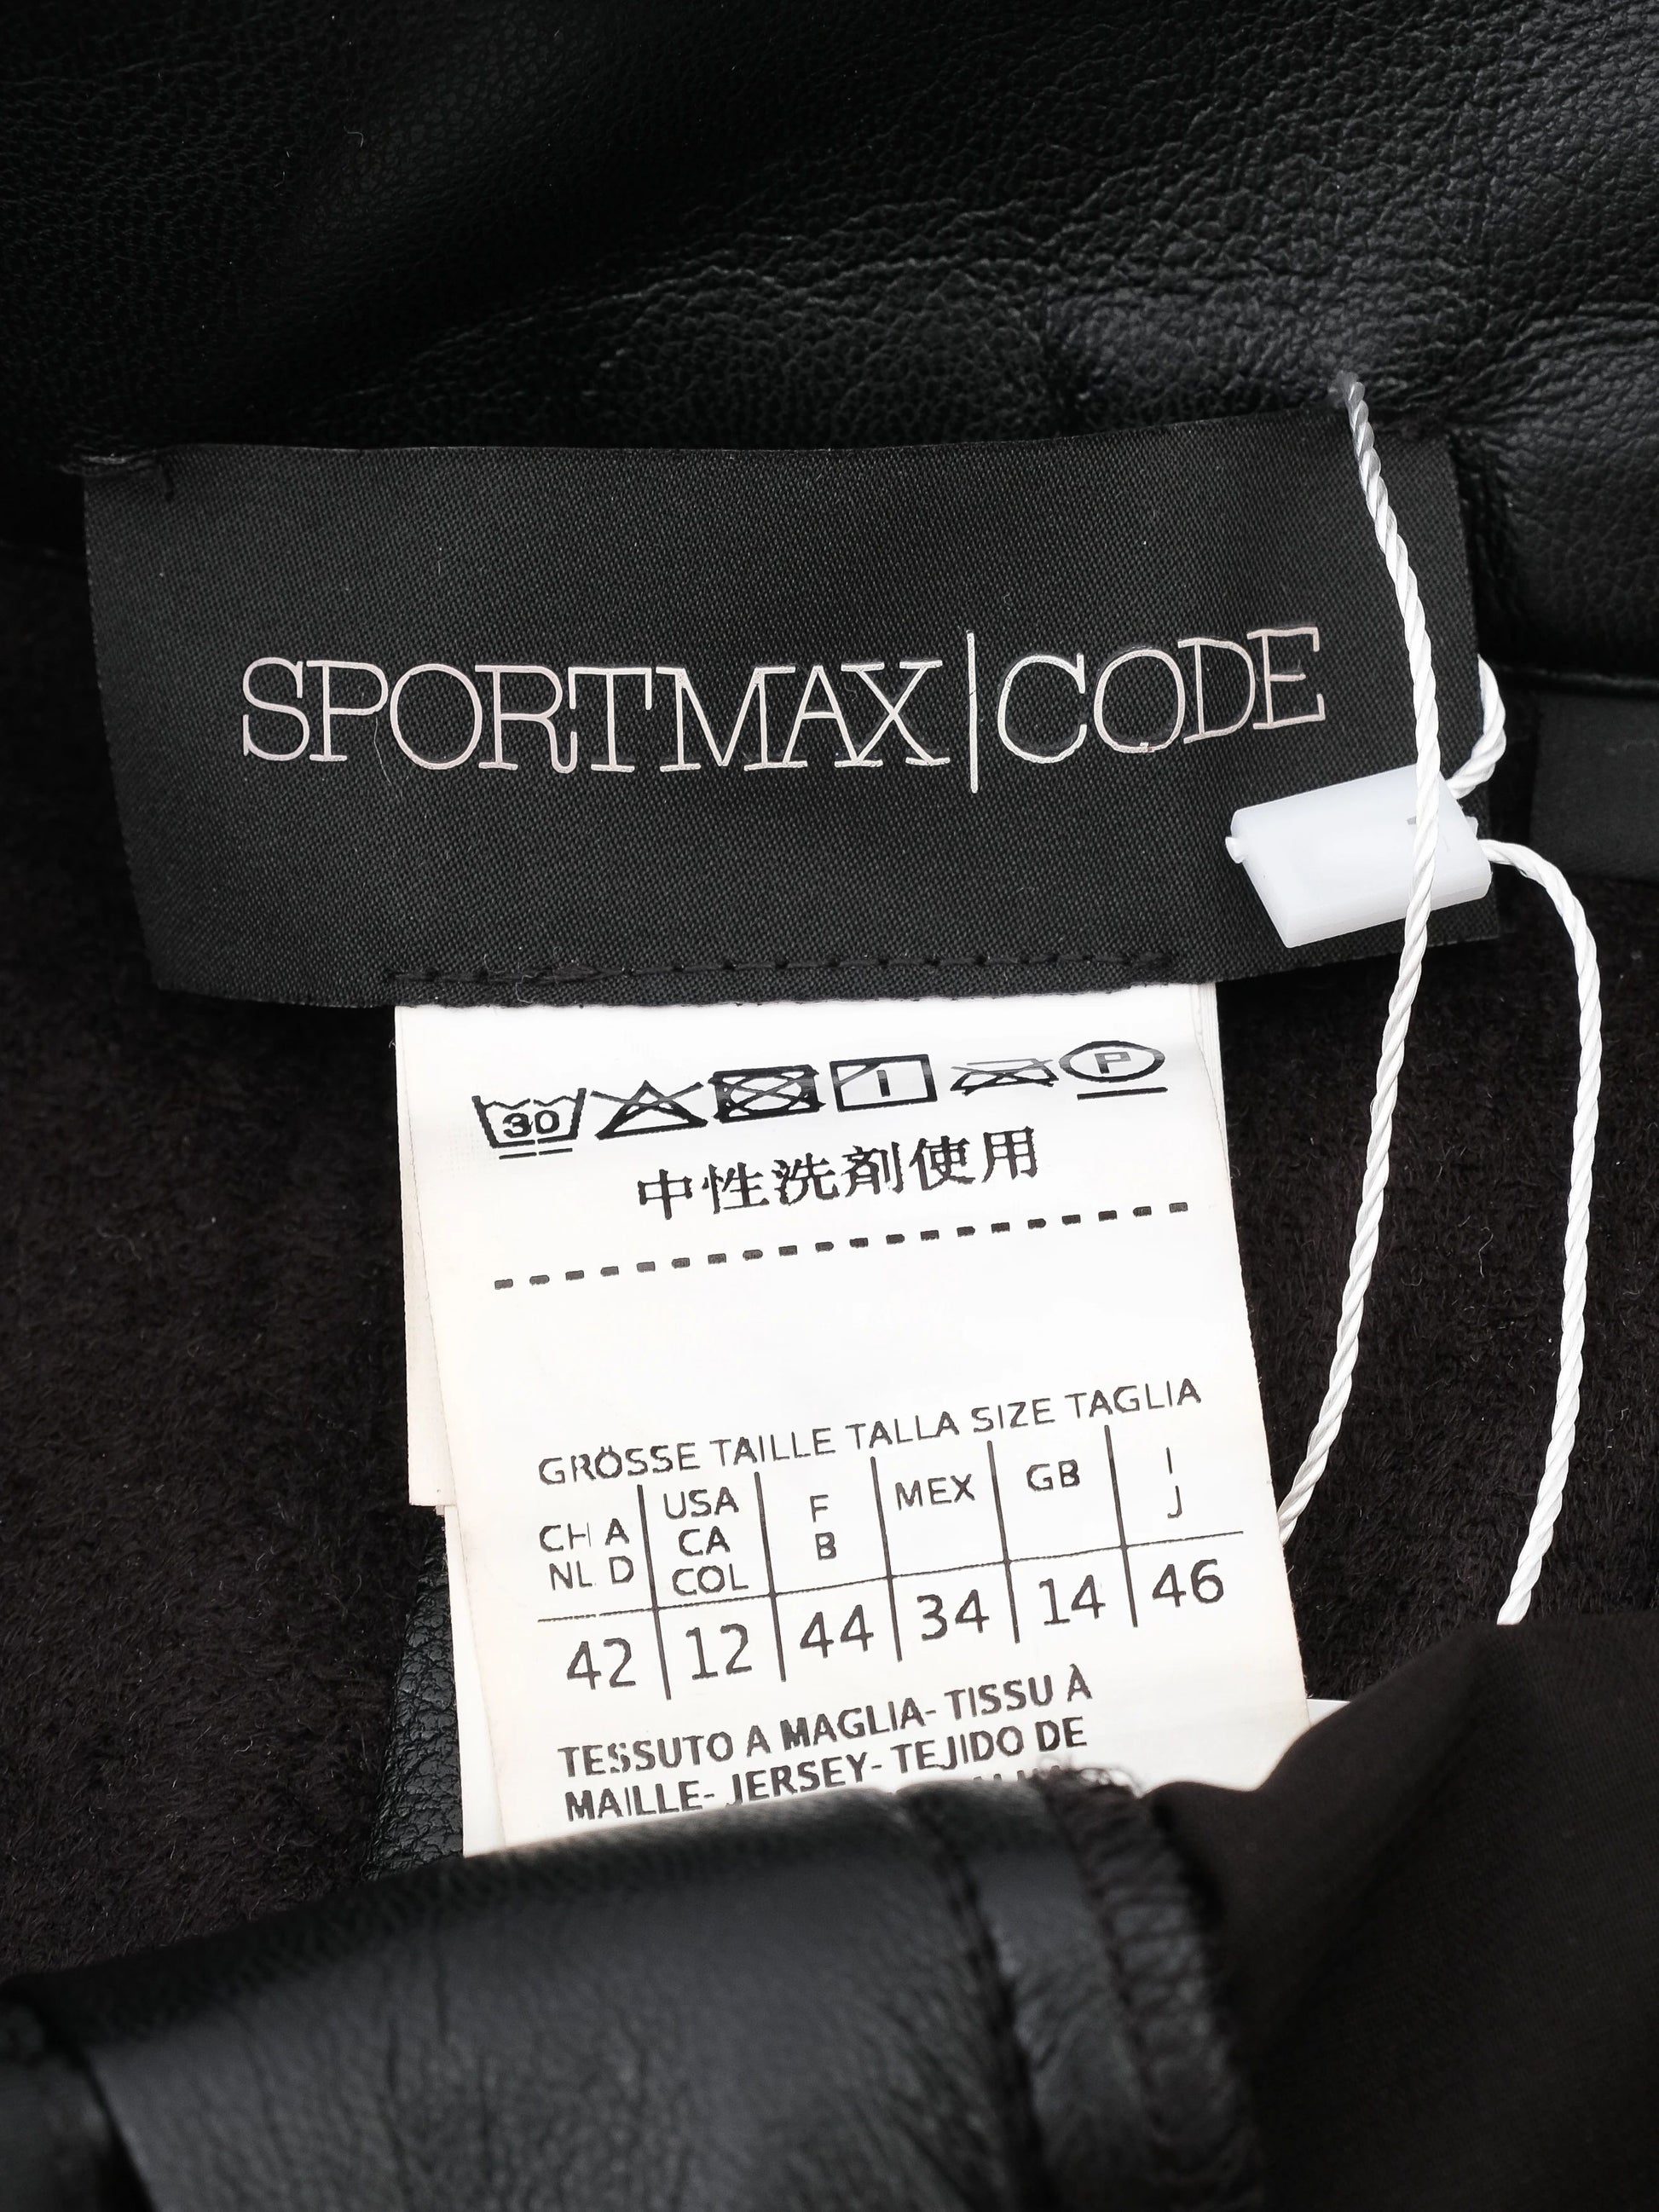 SPORTMAX|CODE
30 P
中性洗剤使用
GRÖSSE TAILLE TALLA SIZE TAGLIA
CH A NL D | USA CA COL | F B | MEX | GB | I J
42 | 12 | 44 | 34 | 14 | 46
TESSUTO A MAGLIA- TISSU À
MAILLE- JERSEY- TEJIDO DE